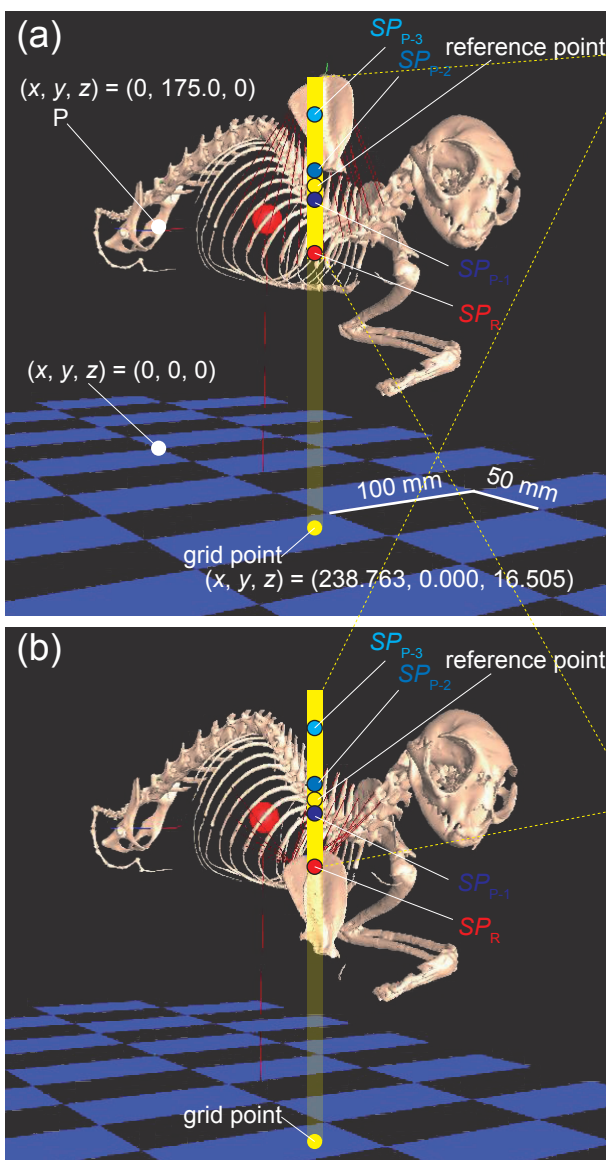 (a)
SP P-3
SP P-2
reference point
(x, y, z) = (0, 175.0, 0)
P
SP P-1
SP R
(x, y, z) = (0, 0, 0)
100 mm
50 mm
grid point
(x, y, z) = (238.763, 0.000, 16.505)
(b)
SP P-3
SP P-2
reference point
SP P-1
SP R
grid point